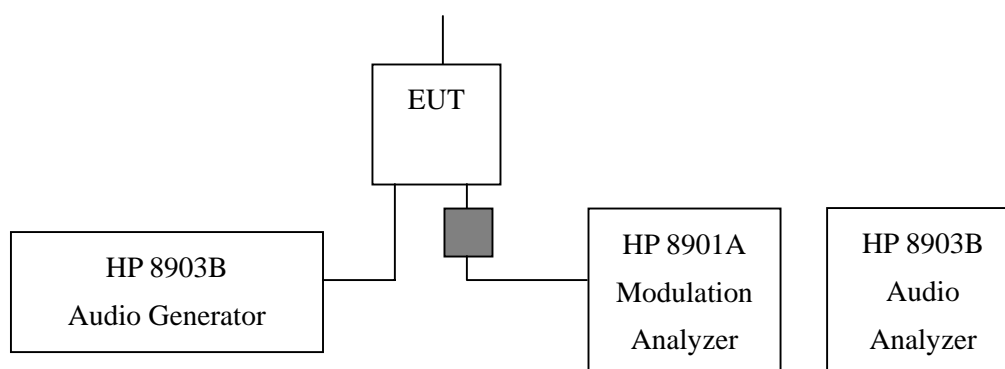 EUT
HP 8903B
Audio Generator
HP 8901A
Modulation
Analyzer
HP 8903B
Audio
Analyzer